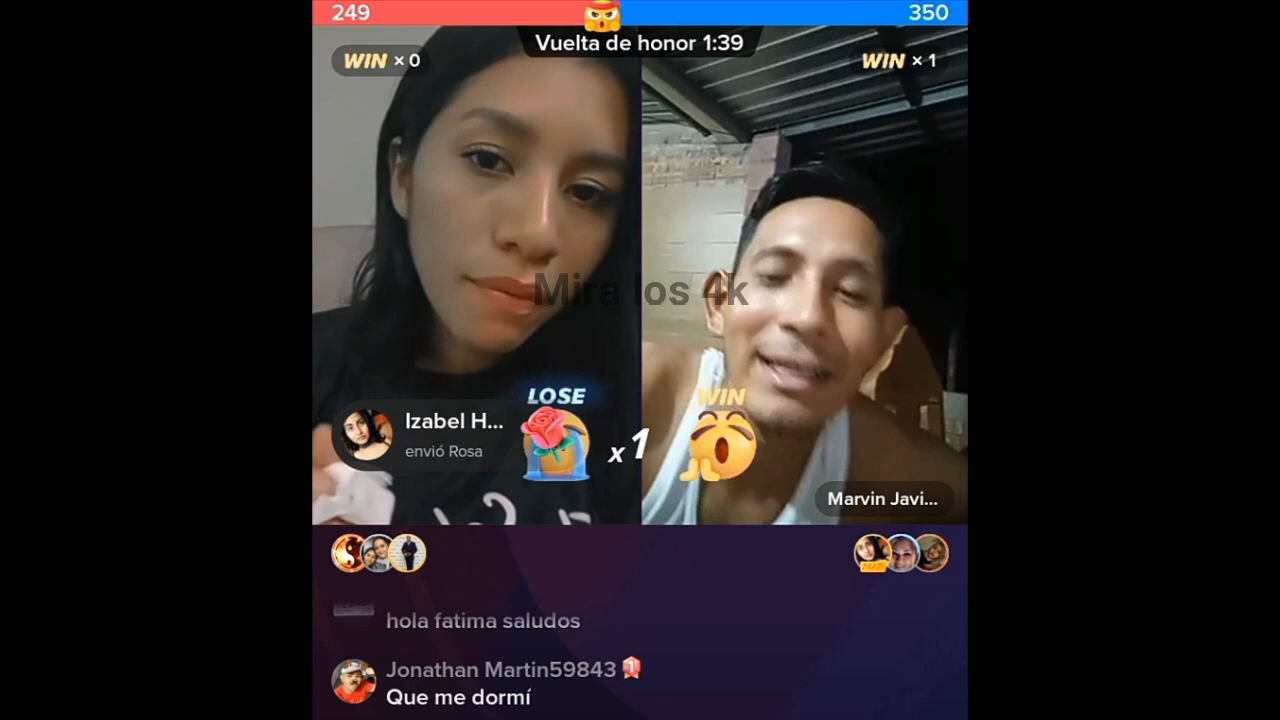 249
350
Vuelta de honor 1:39
WIN × 0
WIN × 1
Mira los 4k
LOSE
WIN
Izabel H...
envió Rosa
x1
Marvin Javi...
hola fatima saludos
Jonathan Martin59843 1
Que me dormí